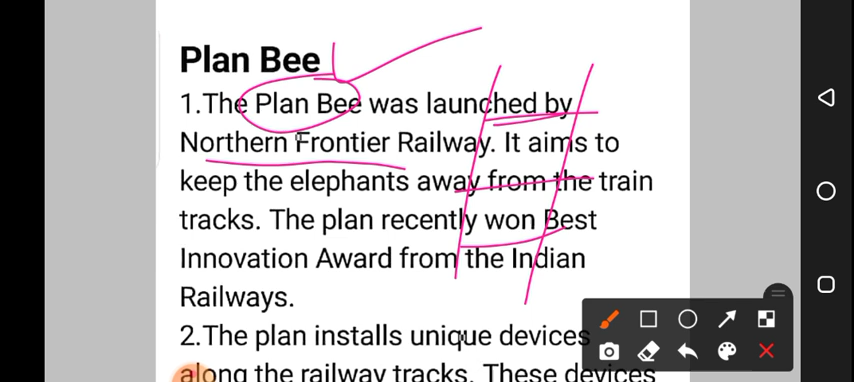 Plan Bee
1.The Plan Bee was launched by
Northern Frontier Railway. It aims to
keep the elephants away from the train
tracks. The plan recently won Best
Innovation Award from the Indian
Railways.
2.The plan installs unique devices
along the railway tracks. These devices